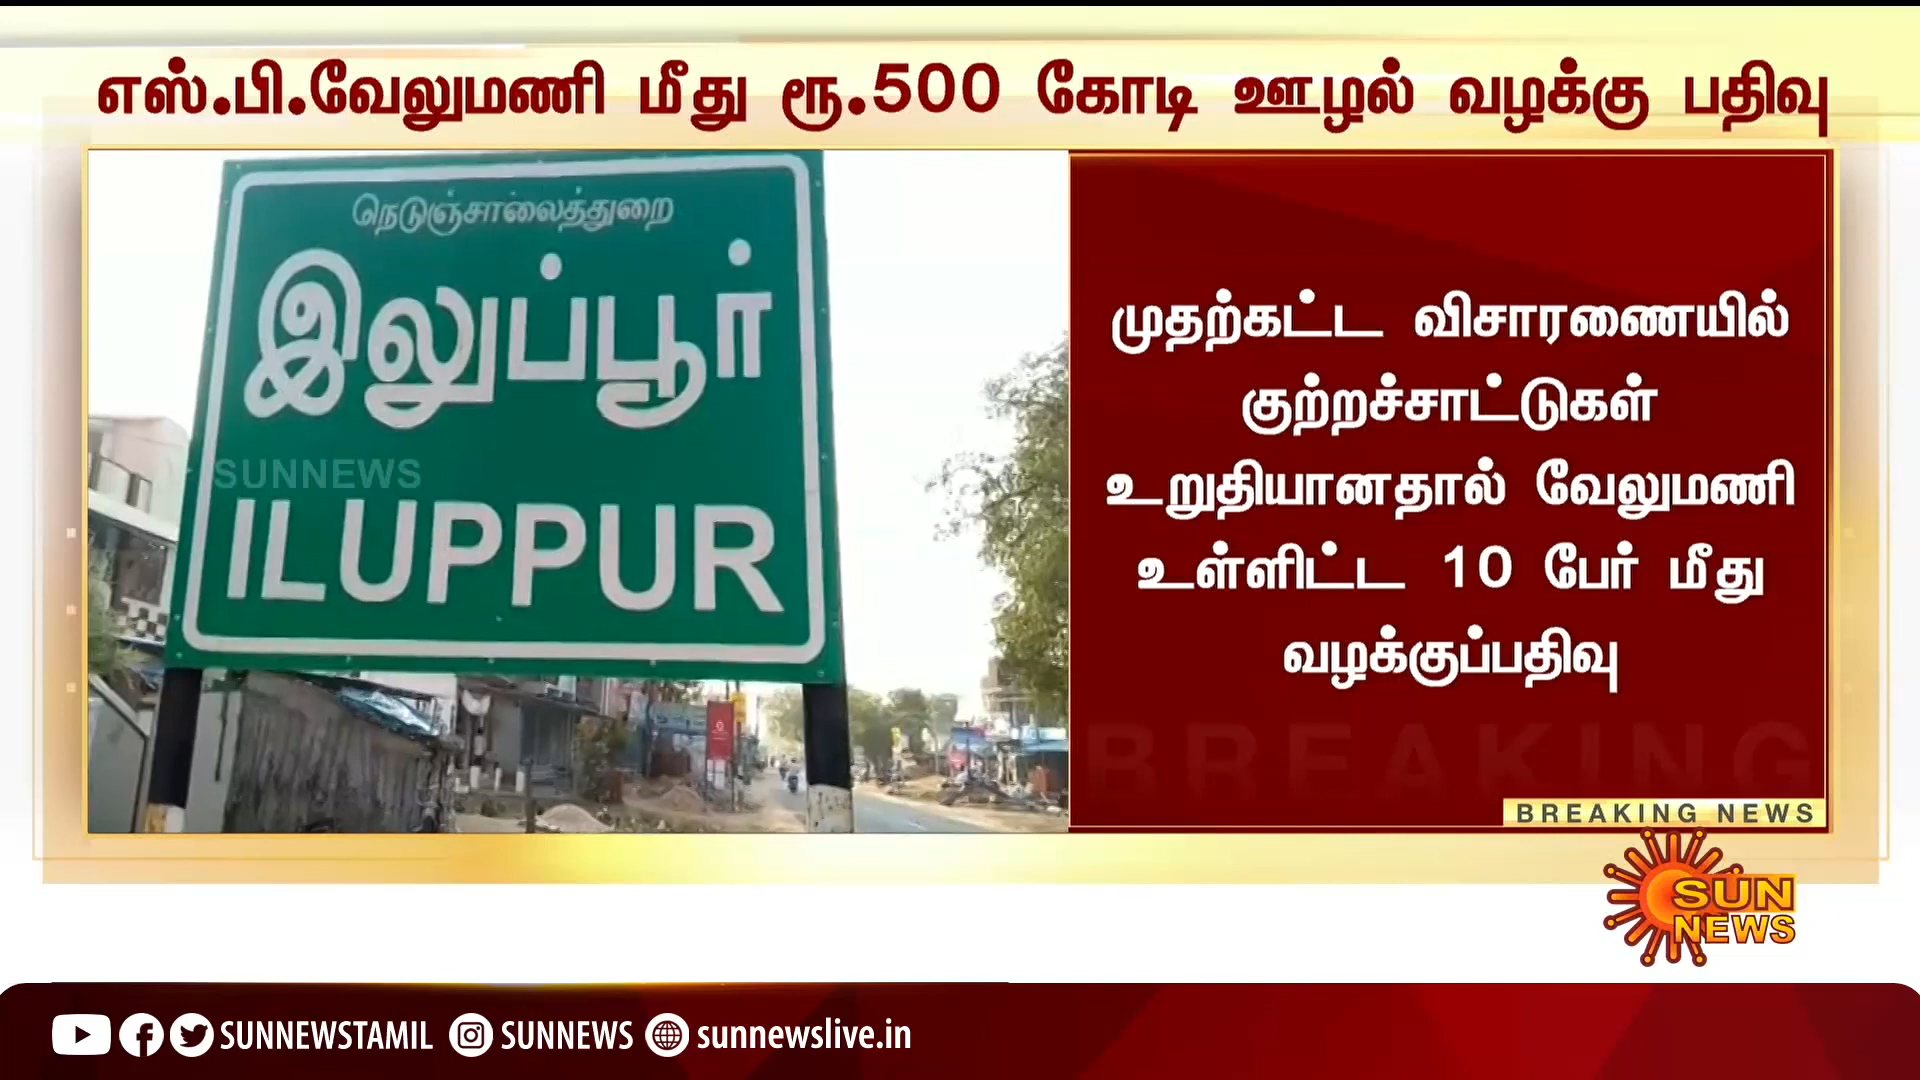 எஸ்.பி.வேலுமணி மீது ரூ.500 கோடி ஊழல் வழக்கு பதிவு
நெடுஞ்சாலைத்துறை
இலுப்பூர்
SUNNEWS
ILUPPUR
முதற்கட்ட விசாரணையில்
குற்றச்சாட்டுகள்
உறுதியானதால் வேலுமணி
உள்ளிட்ட 10 பேர் மீது
வழக்குப்பதிவு
BREAKING
BREAKING NEWS
SUN
NEWS
SUNNEWSTAMIL SUNNEWS sunnewslive.in